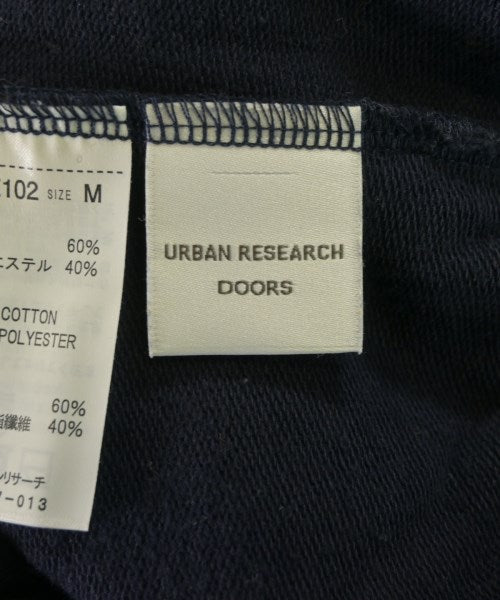 102 SIZE M
60%
エステル 40%
COTTON
POLYESTER
60%
纖維 40%
リサーチ
-013
URBAN RESEARCH
DOORS